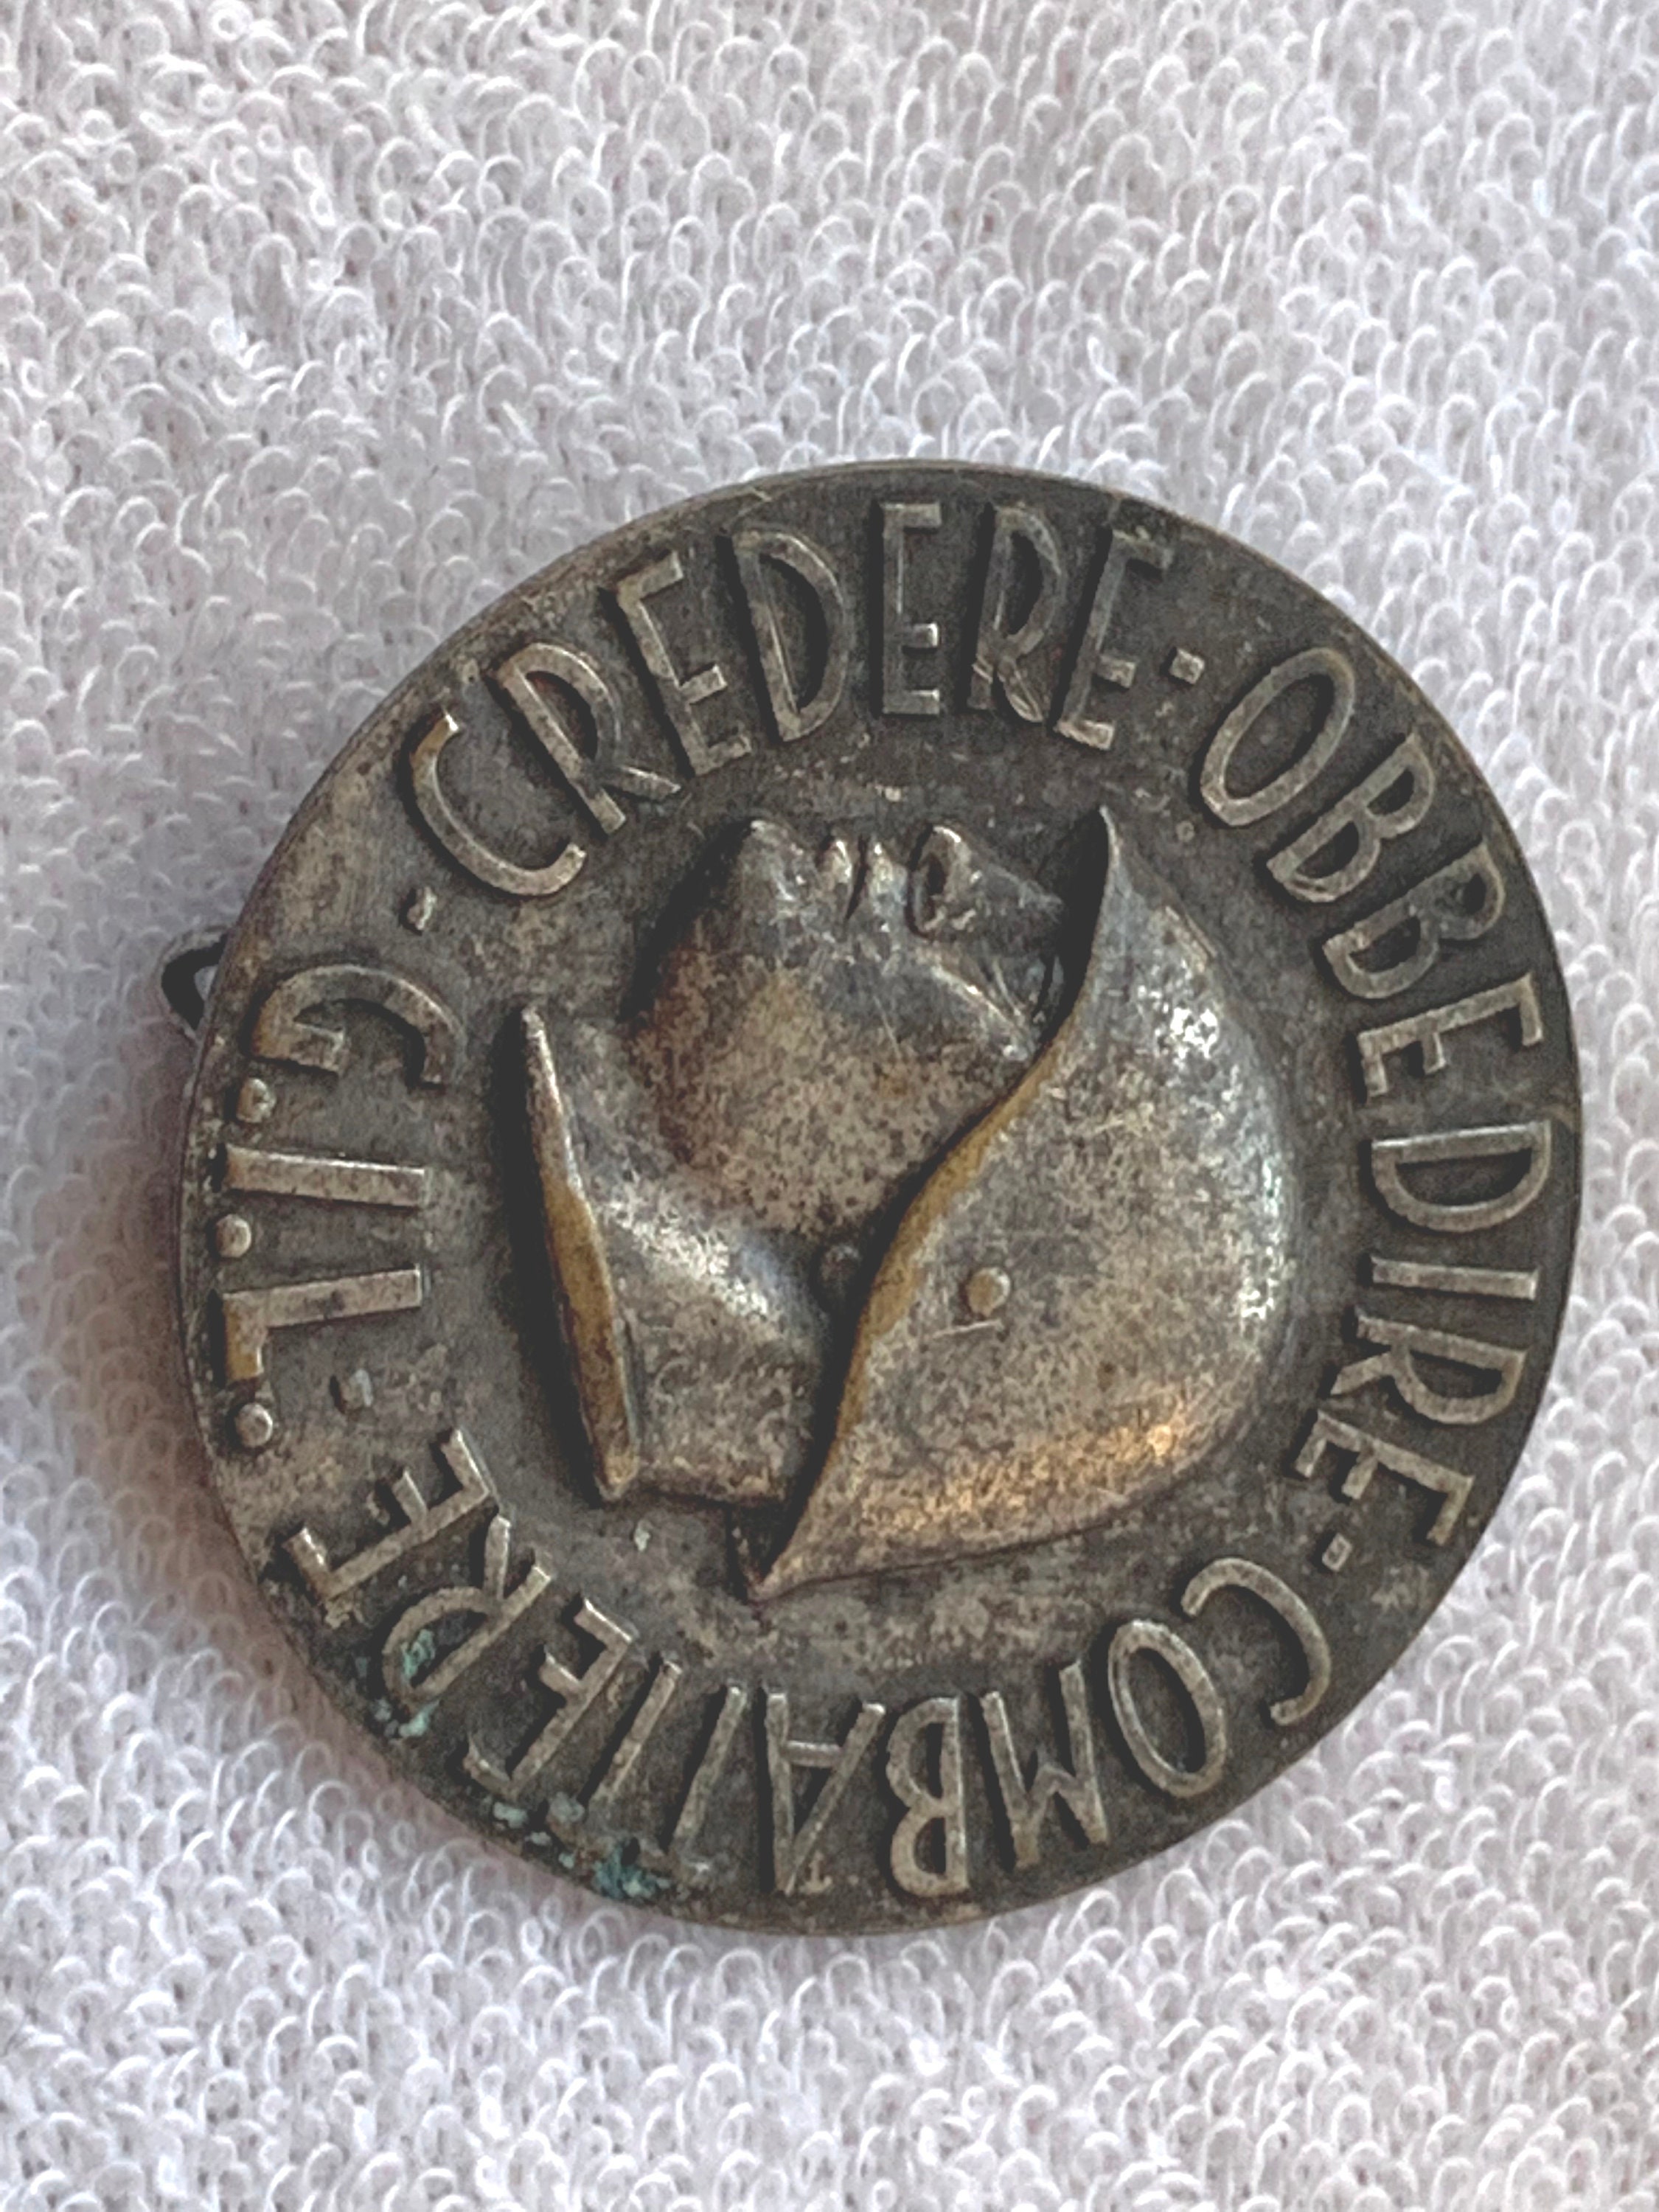 G.I.L. · CREDERE · OBBEDIRE · COMBATTERE ·